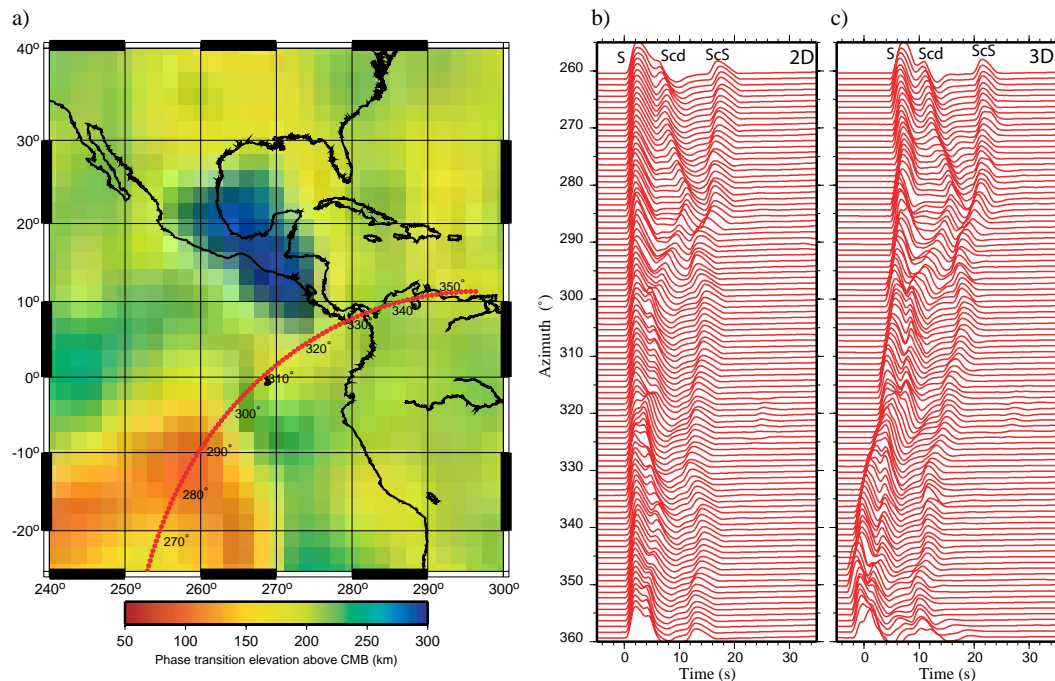 a)
b)
c)
40°
30°
20°
10°
0°
-10°
-20°
240° 250° 260° 270° 280° 290° 300°
270°
280°
290°
300°
310°
320°
330°
340°
350°
50 100 150 200 250 300
Phase transition elevation above CMB (km)
S Scd ScS 2D
S Scd ScS 3D
260
270
280
290
300
310
320
330
340
350
360
Azimuth (°)
0 10 20 30
Time (s)
0 10 20 30
Time (s)